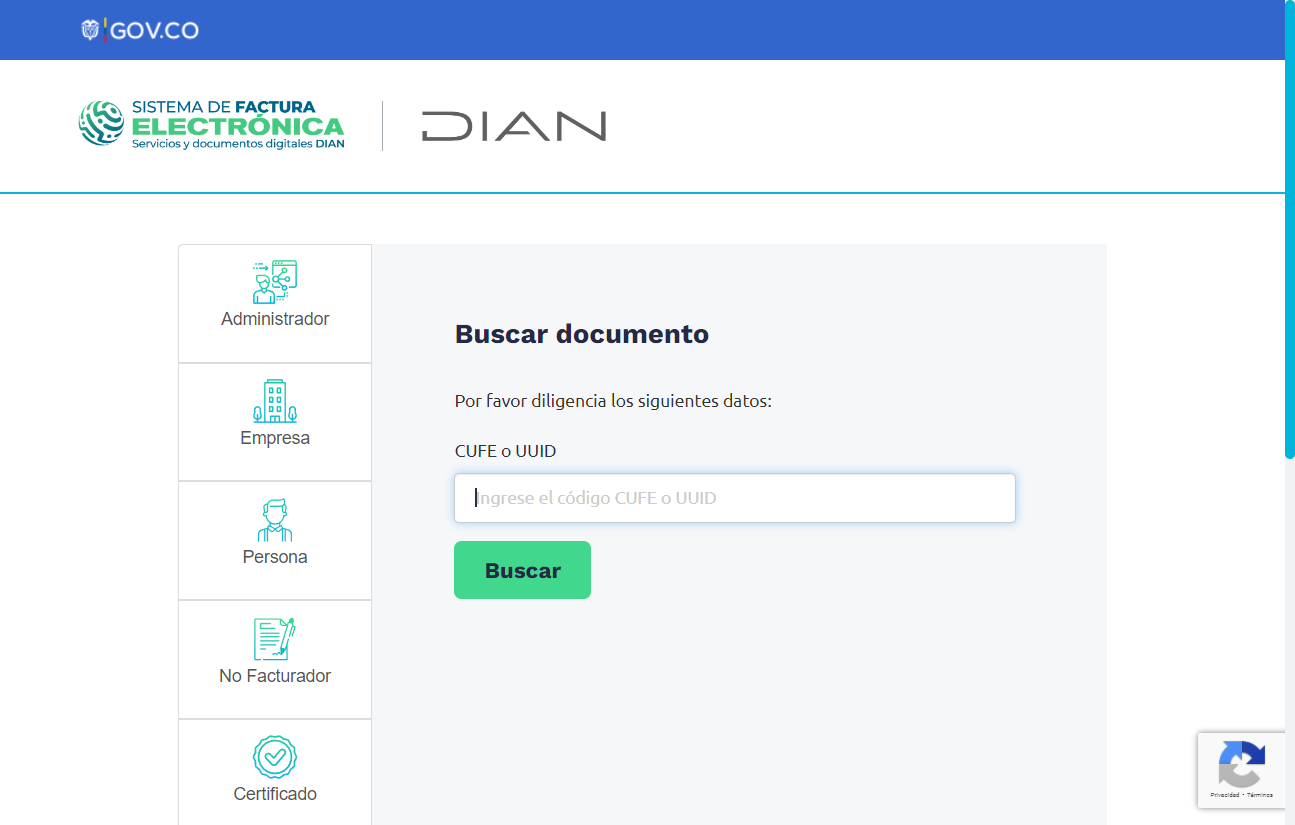 GOV.CO
SISTEMA DE FACTURA
ELECTRÓNICA
Servicios y documentos digitales DIAN
DIAN
Administrador
Empresa
Persona
No Facturador
Certificado
Buscar documento
Por favor diligencia los siguientes datos:
CUFE o UUID
Ingrese el código CUFE o UUID
Buscar
Privacidad - Términos